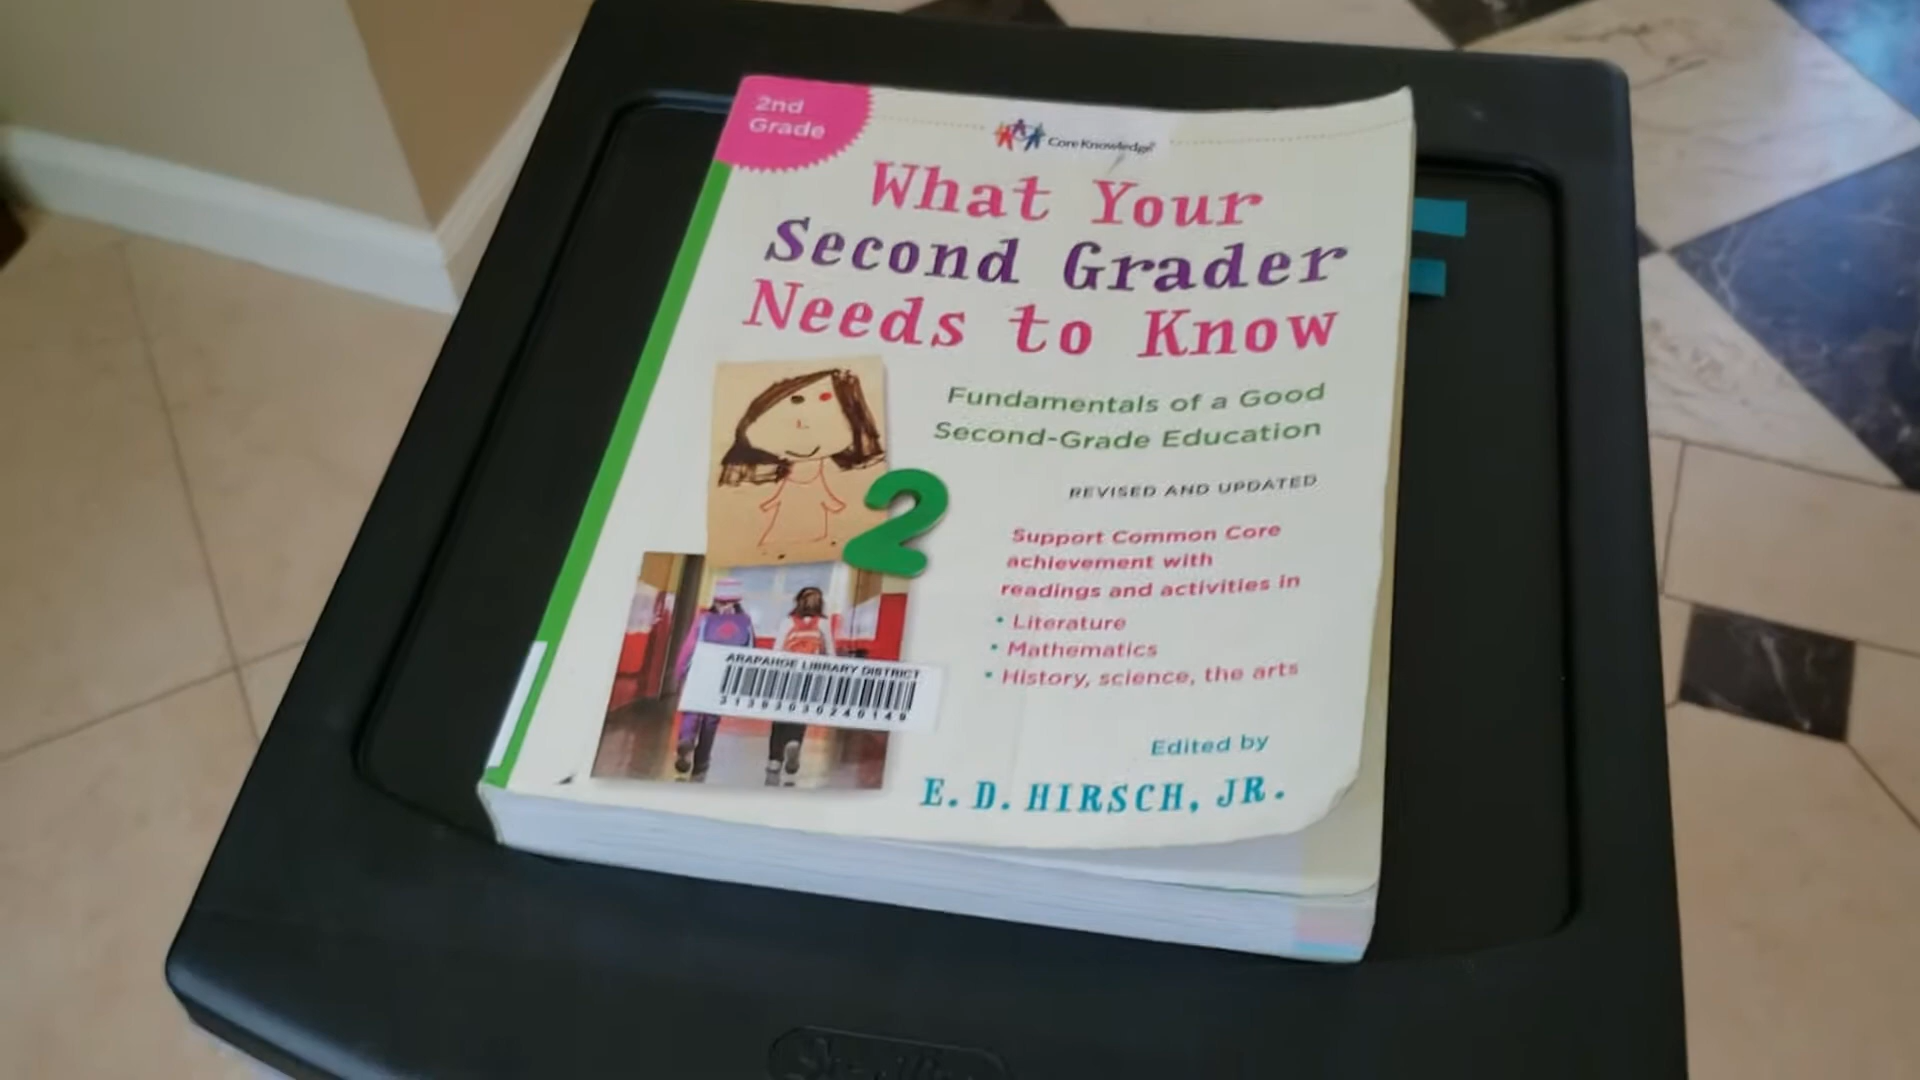 2nd
Grade
Core Knowledge
What Your
Second Grader
Needs to Know
Fundamentals of a Good
Second-Grade Education
REVISED AND UPDATED
Support Common Core
achievement with
readings and activities in
• Literature
• Mathematics
• History, science, the arts
2
ARAPAHOE LIBRARY DISTRICT
Edited by
E. D. HIRSCH, JR.